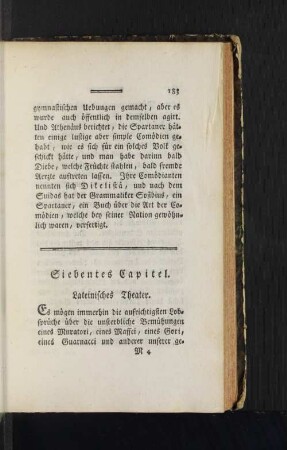 183
gymnastischen Uebungen gemacht, aber es
wurde auch öffentlich in demselben agirt.
Und Athenäus berichtet, die Spartaner hät-
ten einige lustige aber simple Comödien ge-
habt, wie es sich für ein solches Volk ge-
schickt hätte, und man habe darinn bald
Diebe, welche Früchte stahlen, bald fremde
Aerzte auftreten lassen. Ihre Comödianten
nennten sich Dikelistä, und nach dem
Suidas hat der Grammatiker Sosibius, ein
Spartaner, ein Buch über die Art der Co-
mödien, welche bey seiner Nation gewöhn-
lich waren, verfertigt.
Siebentes Capitel.
Lateinisches Theater.
Es mögen immerhin die aufrichtigsten Lob-
sprüche über die unsterbliche Bemühungen
eines Muratori, eines Maffei, eines Gori,
eines Guarnacci und anderer unserer ge-
M 4